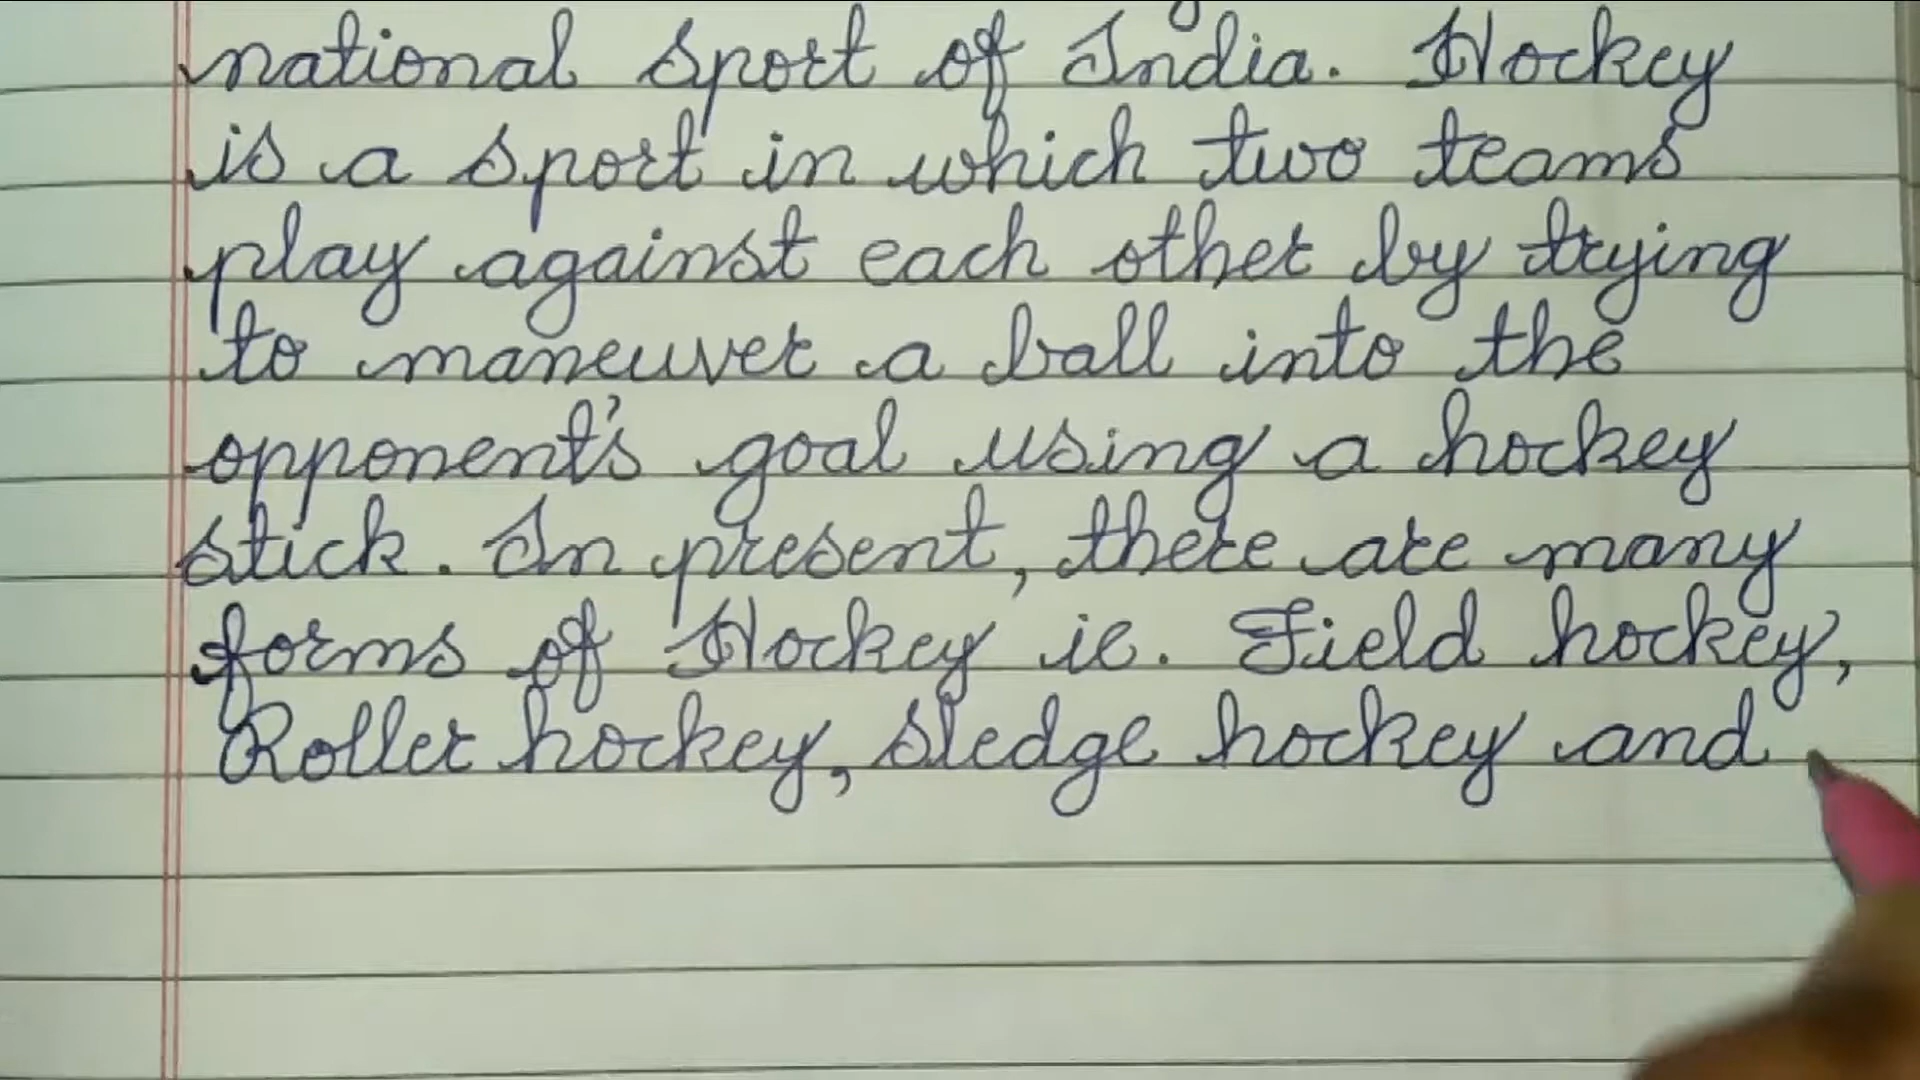 national sport of India. Hockey
is a sport in which two teams
play against each other by trying
to maneuver a ball into the
opponent's goal using a hockey
stick. In present, there are many
forms of Hockey ie. Field hockey,
Roller hockey, sledge hockey and